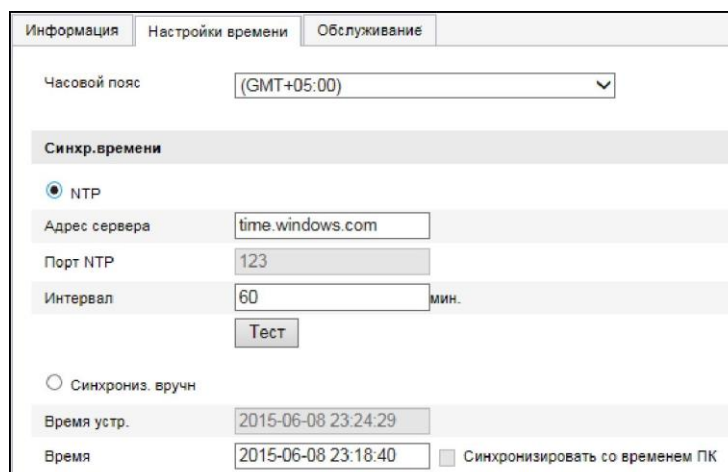 Информация Настройки времени Обслуживание
Часовой пояс (GMT+05:00)
Синхр.времени
NTP
Адрес сервера time.windows.com
Порт NTP 123
Интервал 60 мин.
Тест
Синхрониз. вручн
Время устр. 2015-06-08 23:24:29
Время 2015-06-08 23:18:40 Синхронизировать со временем ПК